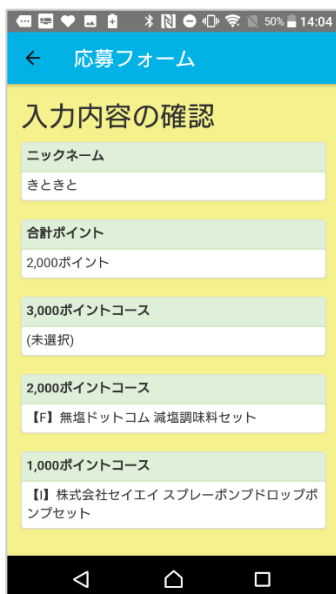 50% 14:04
応募フォーム
入力内容の確認
ニックネーム
きときと
合計ポイント
2,000ポイント
3,000ポイントコース
(未選択)
2,000ポイントコース
【F】無塩ドットコム 減塩調味料セット
1,000ポイントコース
【I】株式会社セイエイ スプレーポンプドロップポ
ンプセット